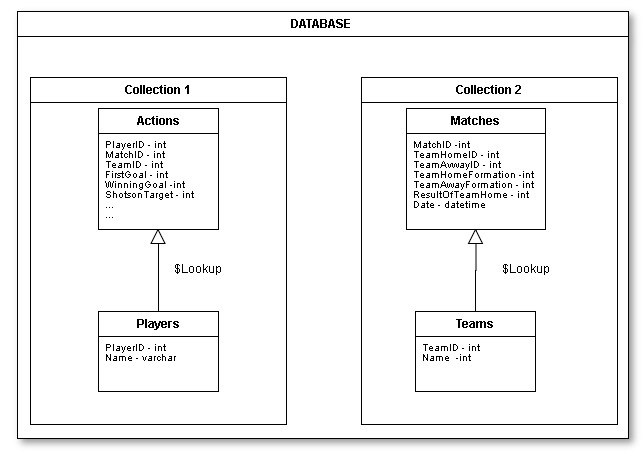 DATABASE
Collection 1
Actions
PlayerID - int
MatchID - int
TeamID - int
FirstGoal - int
WinningGoal -int
ShotsonTarget - int
...
...
$Lookup
Players
PlayerID - int
Name - varchar
Collection 2
Matches
MatchID -int
TeamHomeID - int
TeamAvwayID - int
TeamHomeFormation -int
TeamAwayFormation - int
ResultOfTeamHome - int
Date - datetime
$Lookup
Teams
TeamID - int
Name -int